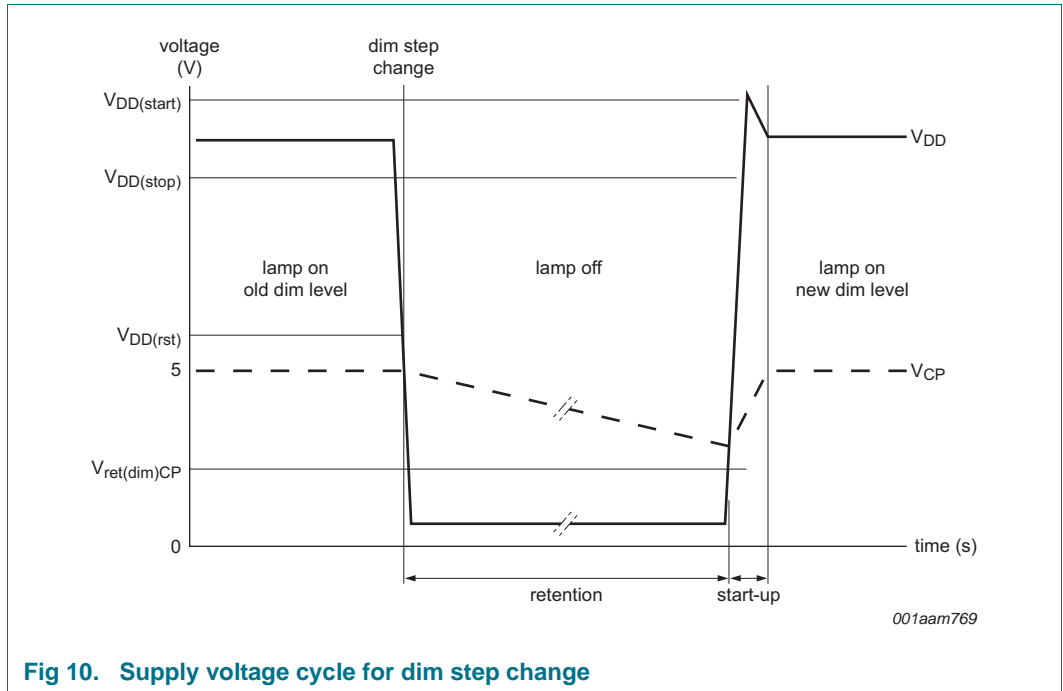 voltage
(V)
dim step
change
VDD(start)
VDD
VDD(stop)
lamp on
old dim level
lamp off
lamp on
new dim level
VDD(rst)
5
VCP
Vret(dim)CP
0
time (s)
retention
start-up
001aam769
Fig 10. Supply voltage cycle for dim step change